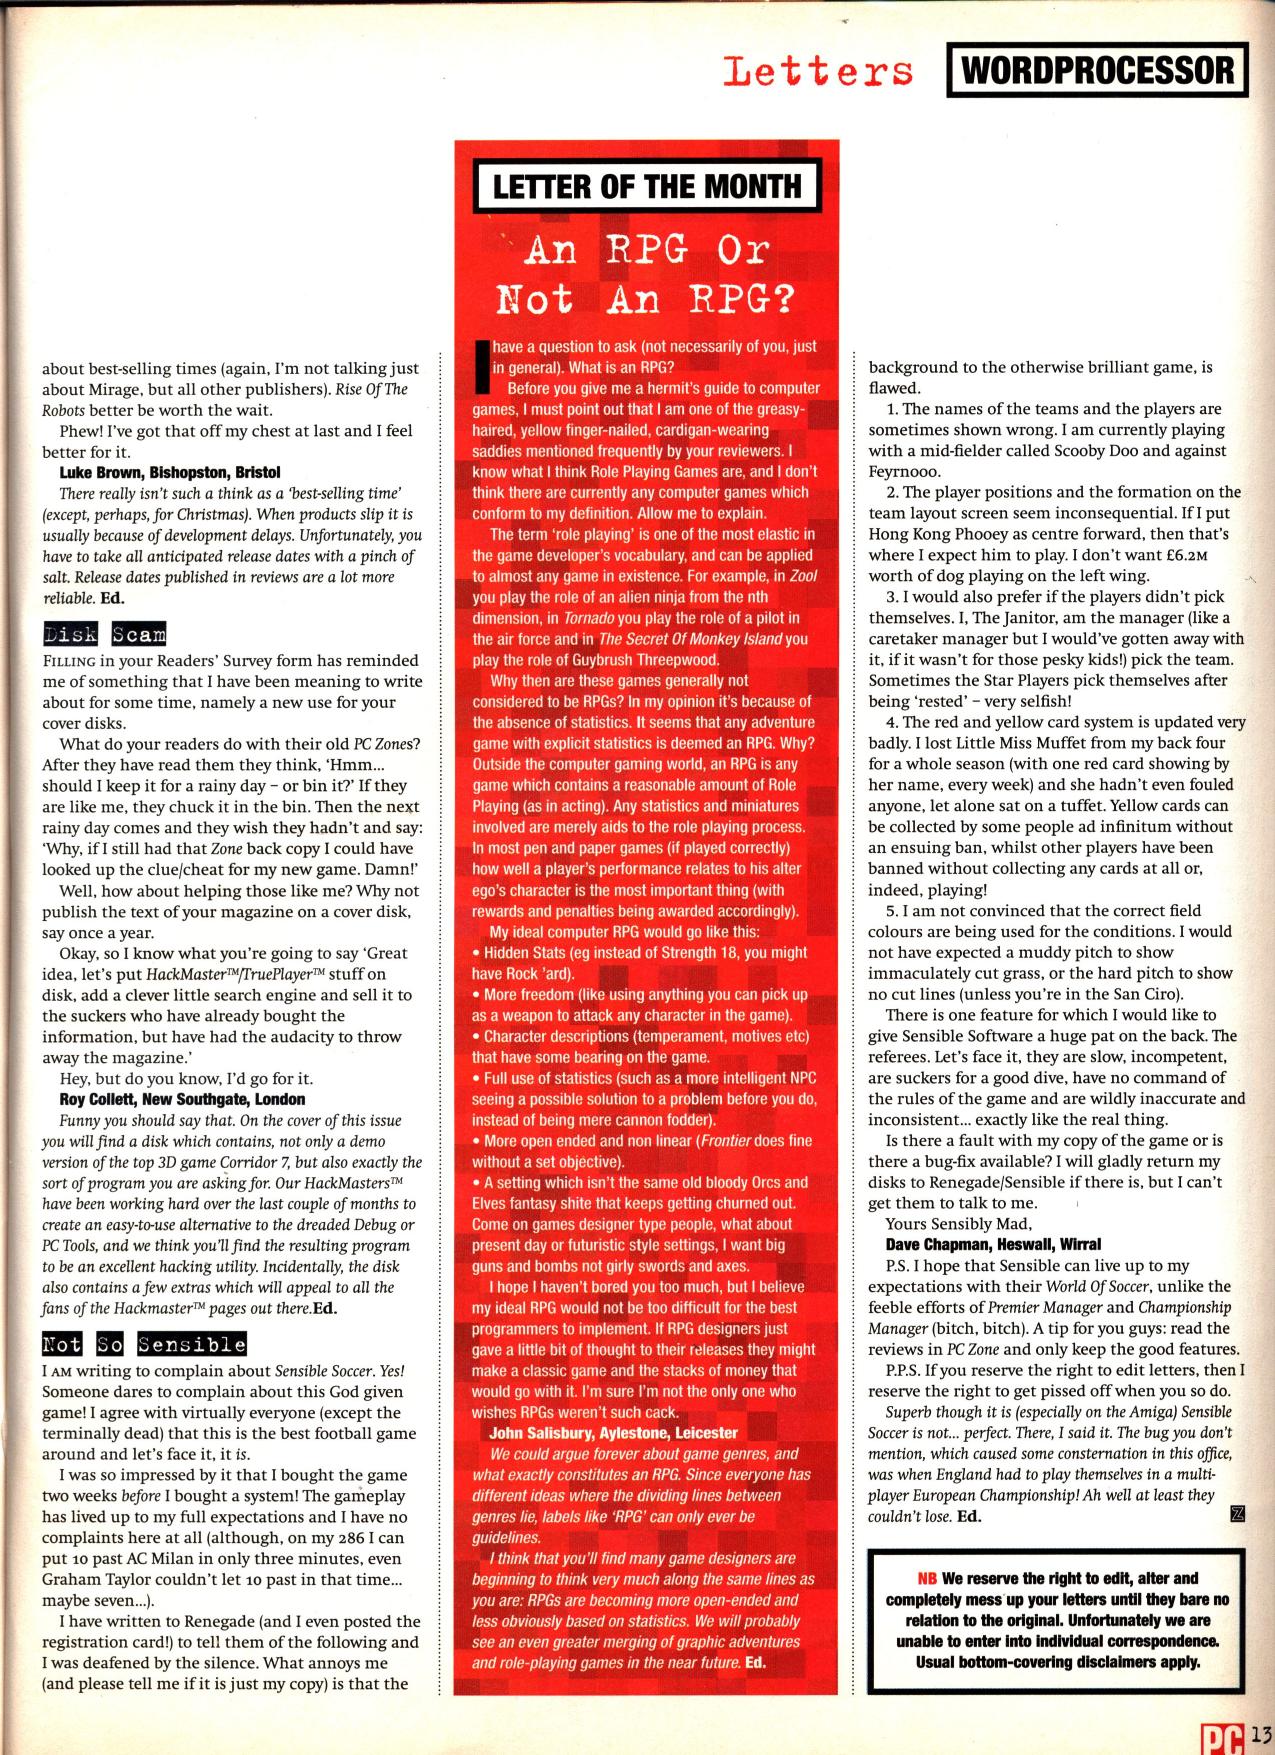 Letters WORDPROCESSOR
about best-selling times (again, I'm not talking just
about Mirage, but all other publishers). Rise Of The
Robots better be worth the wait.
Phew! I've got that off my chest at last and I feel
better for it.
Luke Brown, Bishopston, Bristol
There really isn't such a think as a 'best-selling time'
(except, perhaps, for Christmas). When products slip it is
usually because of development delays. Unfortunately, you
have to take all anticipated release dates with a pinch of
salt. Release dates published in reviews are a lot more
reliable. Ed.
Disk Scam
FILLING in your Readers' Survey form has reminded
me of something that I have been meaning to write
about for some time, namely a new use for your
cover disks.
What do your readers do with their old PC Zones?
After they have read them they think, 'Hmm...
should I keep it for a rainy day – or bin it?' If they
are like me, they chuck it in the bin. Then the next
rainy day comes and they wish they hadn't and say:
'Why, if I still had that Zone back copy I could have
looked up the clue/cheat for my new game. Damn!'
Well, how about helping those like me? Why not
publish the text of your magazine on a cover disk,
say once a year.
Okay, so I know what you're going to say 'Great
idea, let's put HackMaster™/TruePlayer™ stuff on
disk, add a clever little search engine and sell it to
the suckers who have already bought the
information, but have had the audacity to throw
away the magazine.'
Hey, but do you know, I'd go for it.
Roy Collett, New Southgate, London
Funny you should say that. On the cover of this issue
you will find a disk which contains, not only a demo
version of the top 3D game Corridor 7, but also exactly the
sort of program you are asking for. Our HackMasters™
have been working hard over the last couple of months to
create an easy-to-use alternative to the dreaded Debug or
PC Tools, and we think you'll find the resulting program
to be an excellent hacking utility. Incidentally, the disk
also contains a few extras which will appeal to all the
fans of the Hackmaster™ pages out there.Ed.
Not So Sensible
I AM writing to complain about Sensible Soccer. Yes!
Someone dares to complain about this God given
game! I agree with virtually everyone (except the
terminally dead) that this is the best football game
around and let's face it, it is.
I was so impressed by it that I bought the game
two weeks before I bought a system! The gameplay
has lived up to my full expectations and I have no
complaints here at all (although, on my 286 I can
put 10 past AC Milan in only three minutes, even
Graham Taylor couldn't let 10 past in that time...
maybe seven...).
I have written to Renegade (and I even posted the
registration card!) to tell them of the following and
I was deafened by the silence. What annoys me
(and please tell me if it is just my copy) is that the
LETTER OF THE MONTH
An RPG Or
Not An RPG?
I have a question to ask (not necessarily of you, just
in general). What is an RPG?
Before you give me a hermit's guide to computer
games, I must point out that I am one of the greasy-
haired, yellow finger-nailed, cardigan-wearing
saddies mentioned frequently by your reviewers. I
know what I think Role Playing Games are, and I don't
think there are currently any computer games which
conform to my definition. Allow me to explain.
The term 'role playing' is one of the most elastic in
the game developer's vocabulary, and can be applied
to almost any game in existence. For example, in Zool
you play the role of an alien ninja from the nth
dimension, in Tornado you play the role of a pilot in
the air force and in The Secret Of Monkey Island you
play the role of Guybrush Threepwood.
Why then are these games generally not
considered to be RPGs? In my opinion it's because of
the absence of statistics. It seems that any adventure
game with explicit statistics is deemed an RPG. Why?
Outside the computer gaming world, an RPG is any
game which contains a reasonable amount of Role
Playing (as in acting). Any statistics and miniatures
involved are merely aids to the role playing process.
In most pen and paper games (if played correctly)
how well a player's performance relates to his alter
ego's character is the most important thing (with
rewards and penalties being awarded accordingly).
My ideal computer RPG would go like this:
• Hidden Stats (eg instead of Strength 18, you might
have Rock 'ard).
• More freedom (like using anything you can pick up
as a weapon to attack any character in the game).
• Character descriptions (temperament, motives etc)
that have some bearing on the game.
• Full use of statistics (such as a more intelligent NPC
seeing a possible solution to a problem before you do,
instead of being mere cannon fodder).
• More open ended and non linear (Frontier does fine
without a set objective).
• A setting which isn't the same old bloody Orcs and
Elves fantasy shite that keeps getting churned out.
Come on games designer type people, what about
present day or futuristic style settings, I want big
guns and bombs not girly swords and axes.
I hope I haven't bored you too much, but I believe
my ideal RPG would not be too difficult for the best
programmers to implement. If RPG designers just
gave a little bit of thought to their releases they might
make a classic game and the stacks of money that
would go with it. I'm sure I'm not the only one who
wishes RPGs weren't such cack.
John Salisbury, Aylestone, Leicester
We could argue forever about game genres, and
what exactly constitutes an RPG. Since everyone has
different ideas where the dividing lines between
genres lie, labels like 'RPG' can only ever be
guidelines.
I think that you'll find many game designers are
beginning to think very much along the same lines as
you are: RPGs are becoming more open-ended and
less obviously based on statistics. We will probably
see an even greater merging of graphic adventures
and role-playing games in the near future. Ed.
background to the otherwise brilliant game, is
flawed.
1. The names of the teams and the players are
sometimes shown wrong. I am currently playing
with a mid-fielder called Scooby Doo and against
Feyrnooo.
2. The player positions and the formation on the
team layout screen seem inconsequential. If I put
Hong Kong Phooey as centre forward, then that's
where I expect him to play. I don't want £6.2M
worth of dog playing on the left wing.
3. I would also prefer if the players didn't pick
themselves. I, The Janitor, am the manager (like a
caretaker manager but I would've gotten away with
it, if it wasn't for those pesky kids!) pick the team.
Sometimes the Star Players pick themselves after
being 'rested' – very selfish!
4. The red and yellow card system is updated very
badly. I lost Little Miss Muffet from my back four
for a whole season (with one red card showing by
her name, every week) and she hadn't even fouled
anyone, let alone sat on a tuffet. Yellow cards can
be collected by some people ad infinitum without
an ensuing ban, whilst other players have been
banned without collecting any cards at all or,
indeed, playing!
5. I am not convinced that the correct field
colours are being used for the conditions. I would
not have expected a muddy pitch to show
immaculately cut grass, or the hard pitch to show
no cut lines (unless you're in the San Ciro).
There is one feature for which I would like to
give Sensible Software a huge pat on the back. The
referees. Let's face it, they are slow, incompetent,
are suckers for a good dive, have no command of
the rules of the game and are wildly inaccurate and
inconsistent... exactly like the real thing.
Is there a fault with my copy of the game or is
there a bug-fix available? I will gladly return my
disks to Renegade/Sensible if there is, but I can't
get them to talk to me.
Yours Sensibly Mad,
Dave Chapman, Heswall, Wirral
P.S. I hope that Sensible can live up to my
expectations with their World Of Soccer, unlike the
feeble efforts of Premier Manager and Championship
Manager (bitch, bitch). A tip for you guys: read the
reviews in PC Zone and only keep the good features.
P.P.S. If you reserve the right to edit letters, then I
reserve the right to get pissed off when you so do.
Superb though it is (especially on the Amiga) Sensible
Soccer is not... perfect. There, I said it. The bug you don't
mention, which caused some consternation in this office,
was when England had to play themselves in a multi-
player European Championship! Ah well at least they
couldn't lose. Ed. Z
NB We reserve the right to edit, alter and
completely mess up your letters until they bare no
relation to the original. Unfortunately we are
unable to enter into individual correspondence.
Usual bottom-covering disclaimers apply.
PC 13